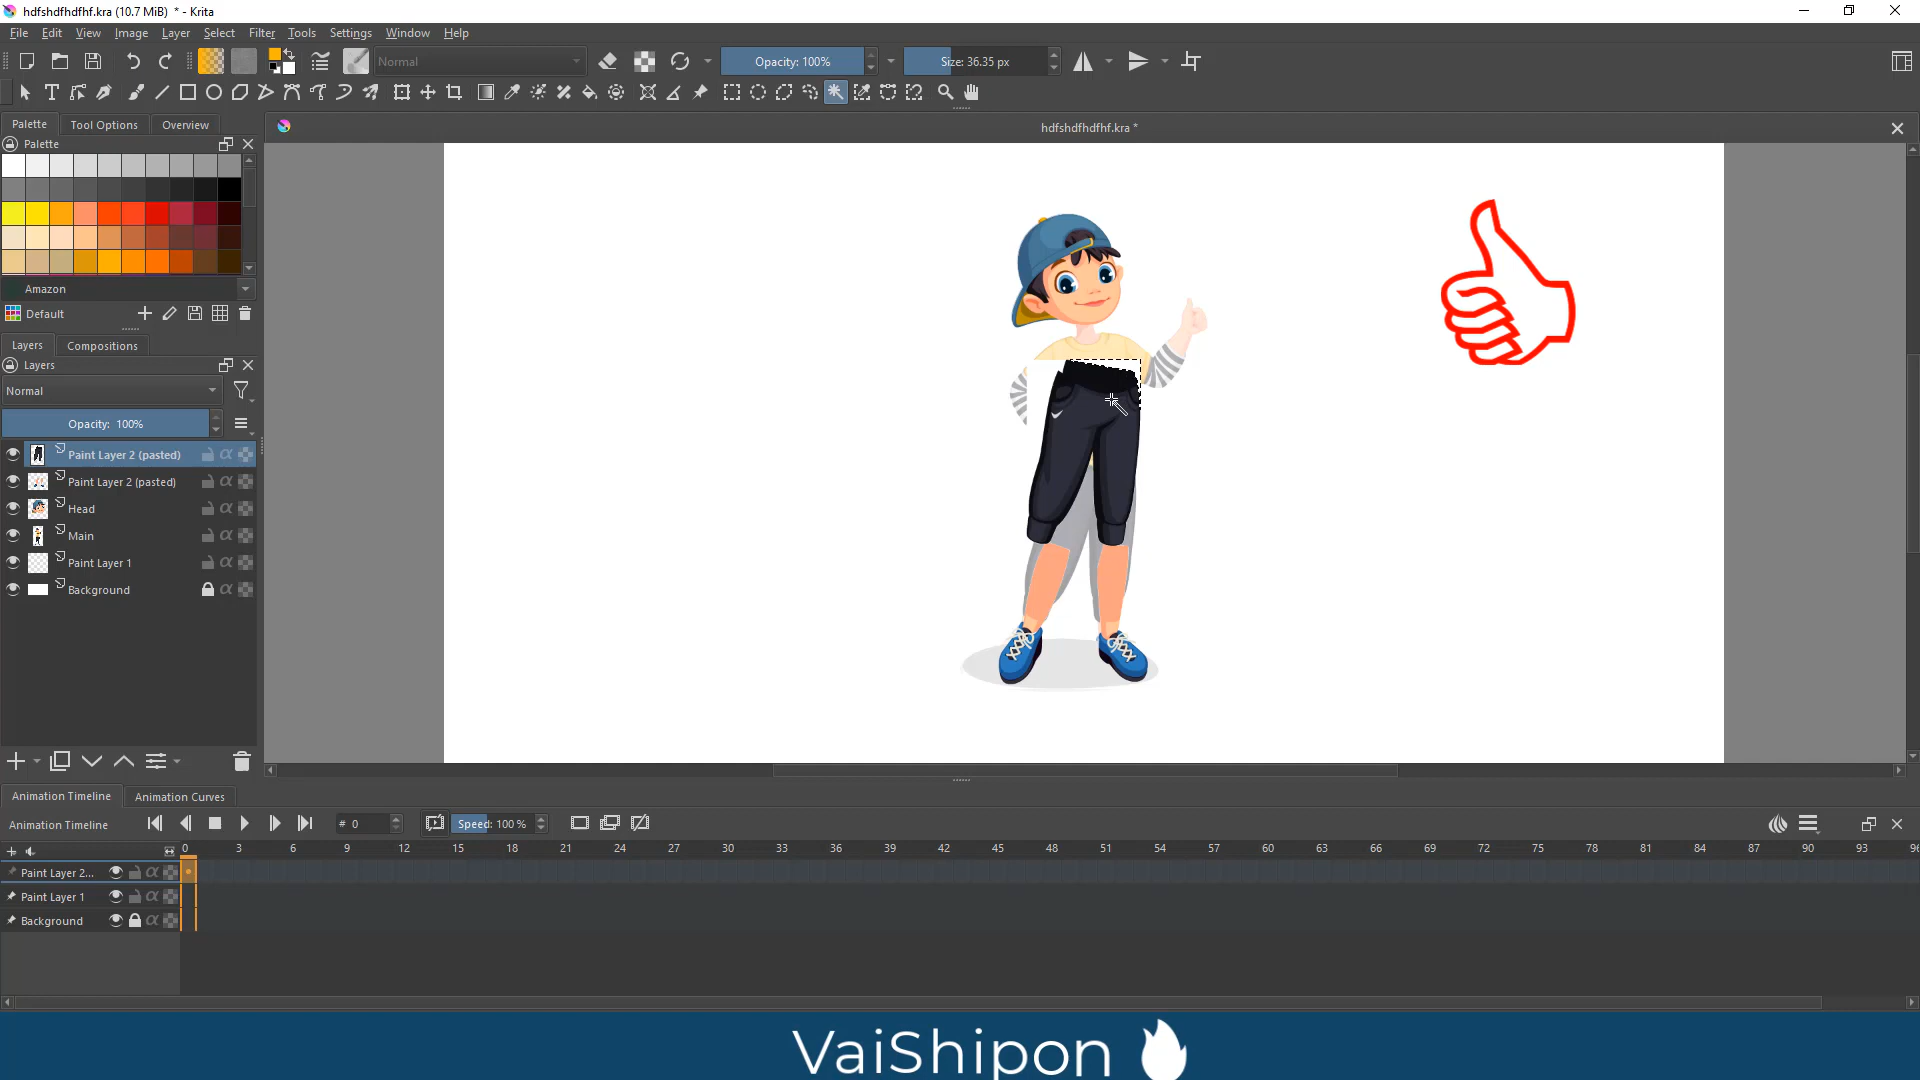 hdfshdfhdfhf.kra (10.7 MiB) * - Krita
File Edit View Image Layer Select Filter Tools Settings Window Help
Normal Opacity: 100% Size: 36.35 px
Palette Tool Options Overview
hdfshdfhdfhf.kra *
Palette
Amazon
Default
Layers Compositions
Layers
Normal
Opacity: 100%
Paint Layer 2 (pasted)
Paint Layer 2 (pasted)
Head
Main
Paint Layer 1
Background
Animation Timeline Animation Curves
Animation Timeline # 0 Speed: 100 %
0 3 6 9 12 15 18 21 24 27 30 33 36 39 42 45 48 51 54 57 60 63 66 69 72 75 78 81 84 87 90 93 96
Paint Layer 2...
Paint Layer 1
Background
VaiShipon